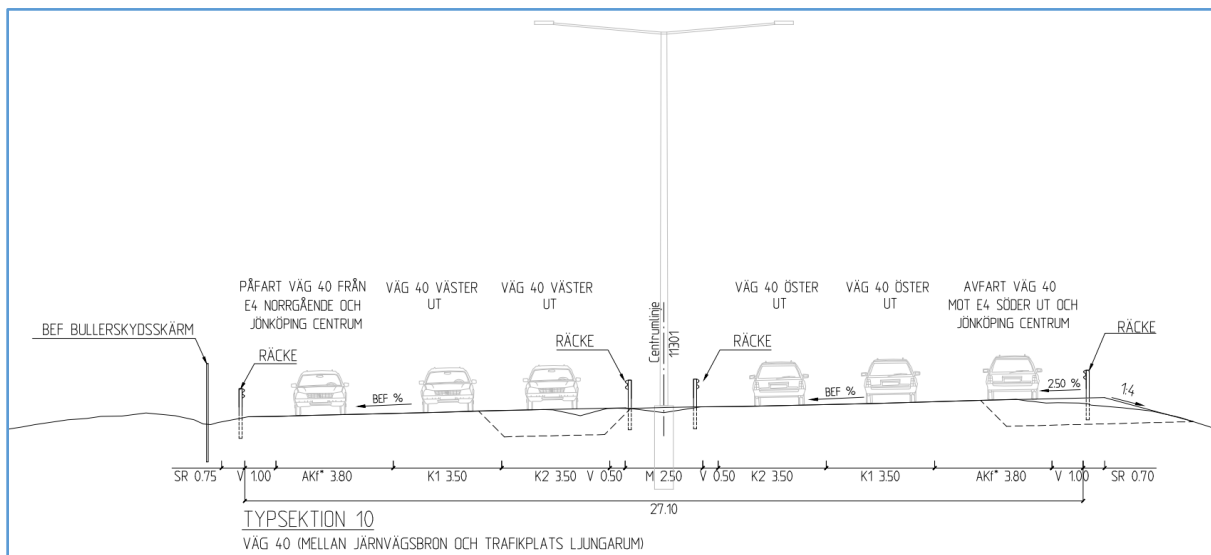 PÅFART VÄG 40 FRÅN
E4 NORRGÅENDE OCH
JÖNKÖPING CENTRUM
VÄG 40 VÄSTER
UT
VÄG 40 VÄSTER
UT
VÄG 40 ÖSTER
UT
VÄG 40 ÖSTER
UT
AVFART VÄG 40
MOT E4 SÖDER UT OCH
JÖNKÖPING CENTRUM
BEF BULLERSKYDSSKÄRM
RÄCKE
RÄCKE
Centrumlinje
11301
RÄCKE
RÄCKE
BEF %
BEF %
2.50 %
1:4
SR 0.75 V 1.00 AKf* 3.80 K1 3.50 K2 3.50 V 0.50 M 2.50 V 0.50 K2 3.50 K1 3.50 AKf* 3.80 V 1.00 SR 0.70
27.10
TYPSEKTION 10
VÄG 40 (MELLAN JÄRNVÄGSBRON OCH TRAFIKPLATS LJUNGARUM)